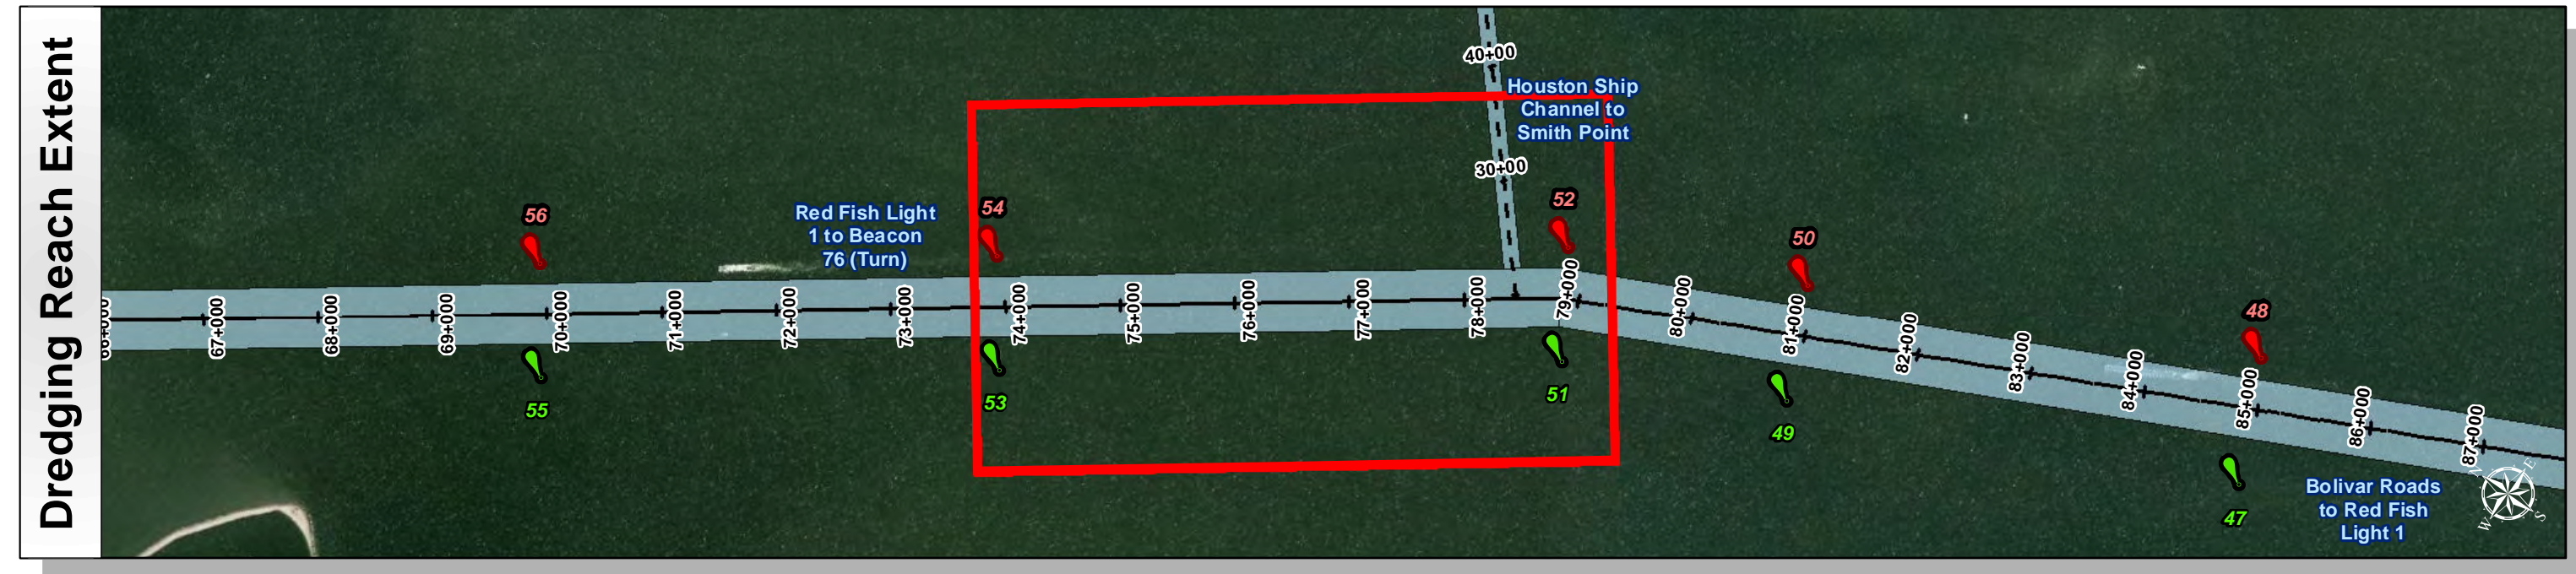 Dredging Reach Extent
40+00
Houston Ship
Channel to
Smith Point
30+00
56
Red Fish Light
1 to Beacon
76 (Turn)
54
52
50
48
66+000
67+000
68+000
69+000
70+000
71+000
72+000
73+000
74+000
75+000
76+000
77+000
78+000
79+000
80+000
81+000
82+000
83+000
84+000
85+000
86+000
87+000
55
53
51
49
47
Bolivar Roads
to Red Fish
Light 1
N
E
W
S